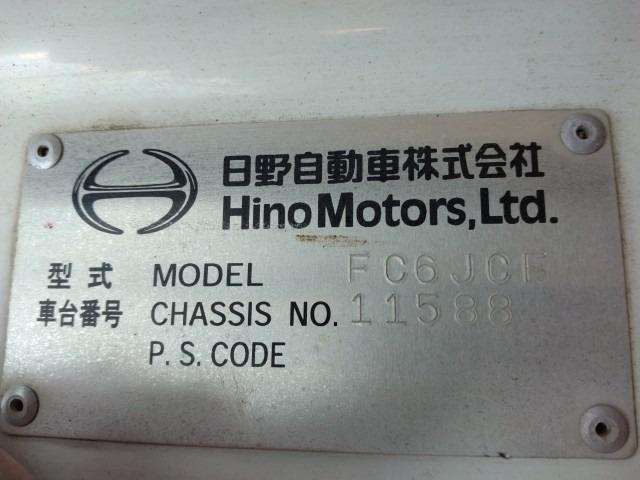 日野自動車株式会社
Hino Motors, Ltd.
型式 MODEL FC6JCF
車台番号 CHASSIS NO. 11588
P.S. CODE